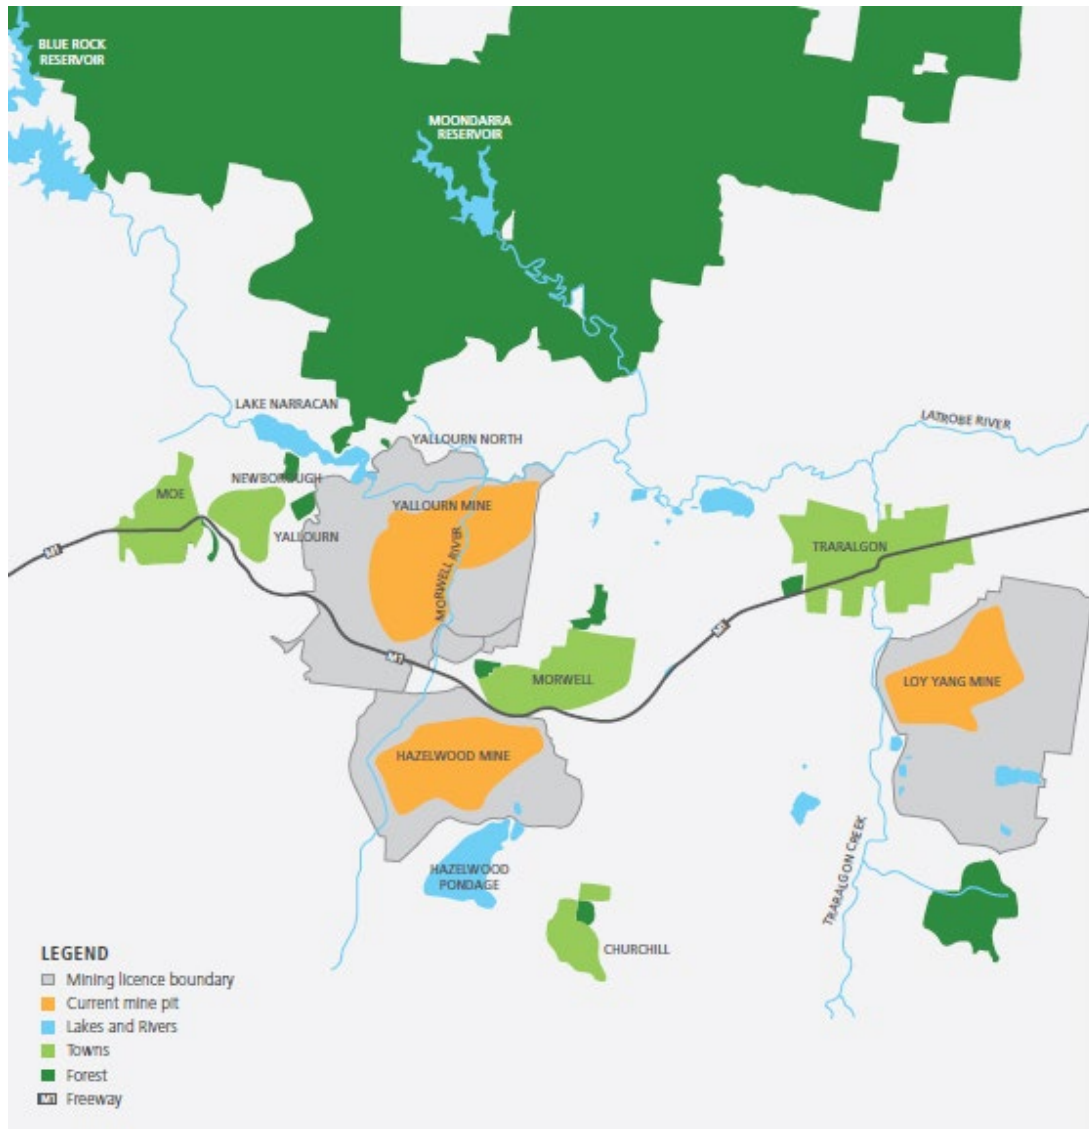 BLUE ROCK
RESERVOIR
MOONDARRA
RESERVOIR
LAKE NARRACAN
YALLOURN NORTH
LATROBE RIVER
MOE
NEWBOROUGH
YALLOURN MINE
YALLOURN
MORWELL RIVER
TRARALGON
M1
M1
M1
MORWELL
LOY YANG MINE
HAZELWOOD MINE
HAZELWOOD
PONDAGE
TRARALGON CREEK
CHURCHILL
LEGEND
Mining licence boundary
Current mine pit
Lakes and Rivers
Towns
Forest
M1 Freeway